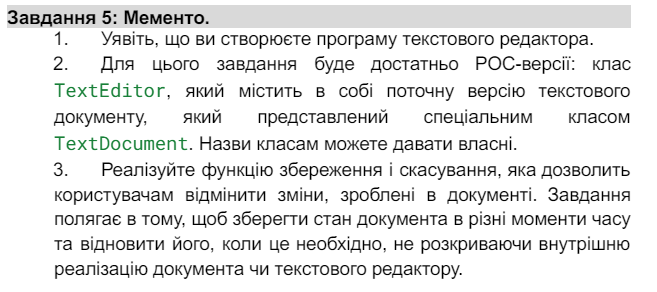 Завдання 5: Мементо.
1. Уявіть, що ви створюєте програму текстового редактора.
2. Для цього завдання буде достатньо POC-версії: клас
TextEditor, який містить в собі поточну версію текстового
документу, який представлений спеціальним класом
TextDocument. Назви класам можете давати власні.
3. Реалізуйте функцію збереження і скасування, яка дозволить
користувачам відмінити зміни, зроблені в документі. Завдання
полягає в тому, щоб зберегти стан документа в різні моменти часу
та відновити його, коли це необхідно, не розкриваючи внутрішню
реалізацію документа чи текстового редактору.